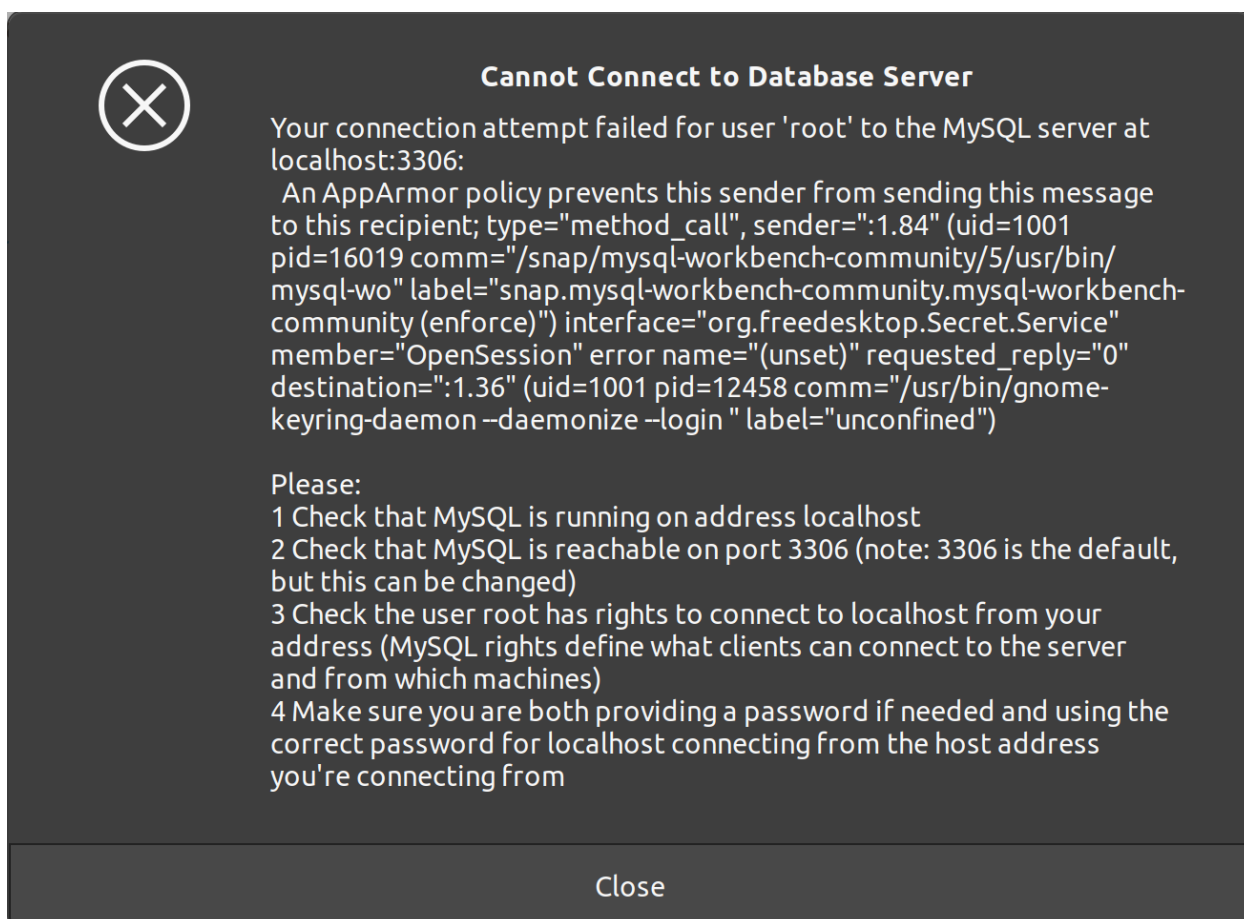 Cannot Connect to Database Server
Your connection attempt failed for user 'root' to the MySQL server at
localhost:3306:
An AppArmor policy prevents this sender from sending this message
to this recipient; type="method_call", sender=":1.84" (uid=1001
pid=16019 comm="/snap/mysql-workbench-community/5/usr/bin/
mysql-wo" label="snap.mysql-workbench-community.mysql-workbench-
community (enforce)") interface="org.freedesktop.Secret.Service"
member="OpenSession" error name="(unset)" requested_reply="0"
destination=":1.36" (uid=1001 pid=12458 comm="/usr/bin/gnome-
keyring-daemon --daemonize --login " label="unconfined")
Please:
1 Check that MySQL is running on address localhost
2 Check that MySQL is reachable on port 3306 (note: 3306 is the default,
but this can be changed)
3 Check the user root has rights to connect to localhost from your
address (MySQL rights define what clients can connect to the server
and from which machines)
4 Make sure you are both providing a password if needed and using the
correct password for localhost connecting from the host address
you're connecting from
Close